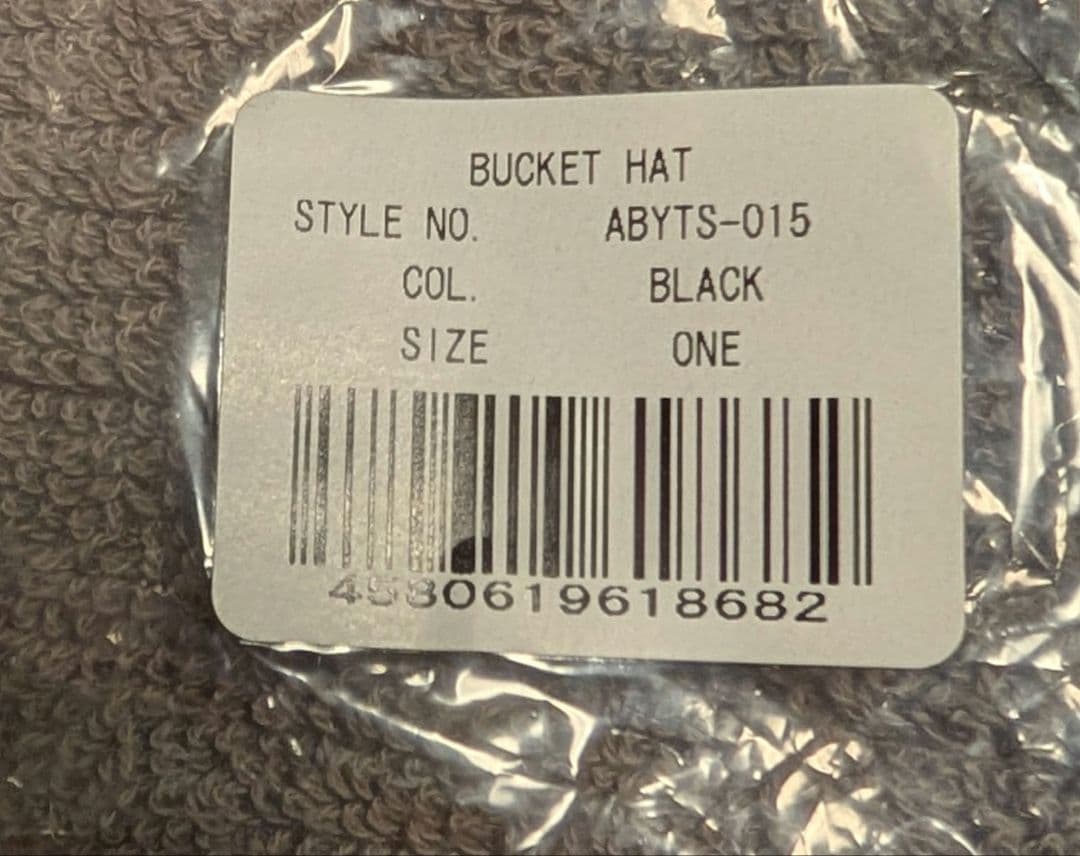 BUCKET HAT
STYLE NO. ABYTS-015
COL. BLACK
SIZE ONE
4580619618682